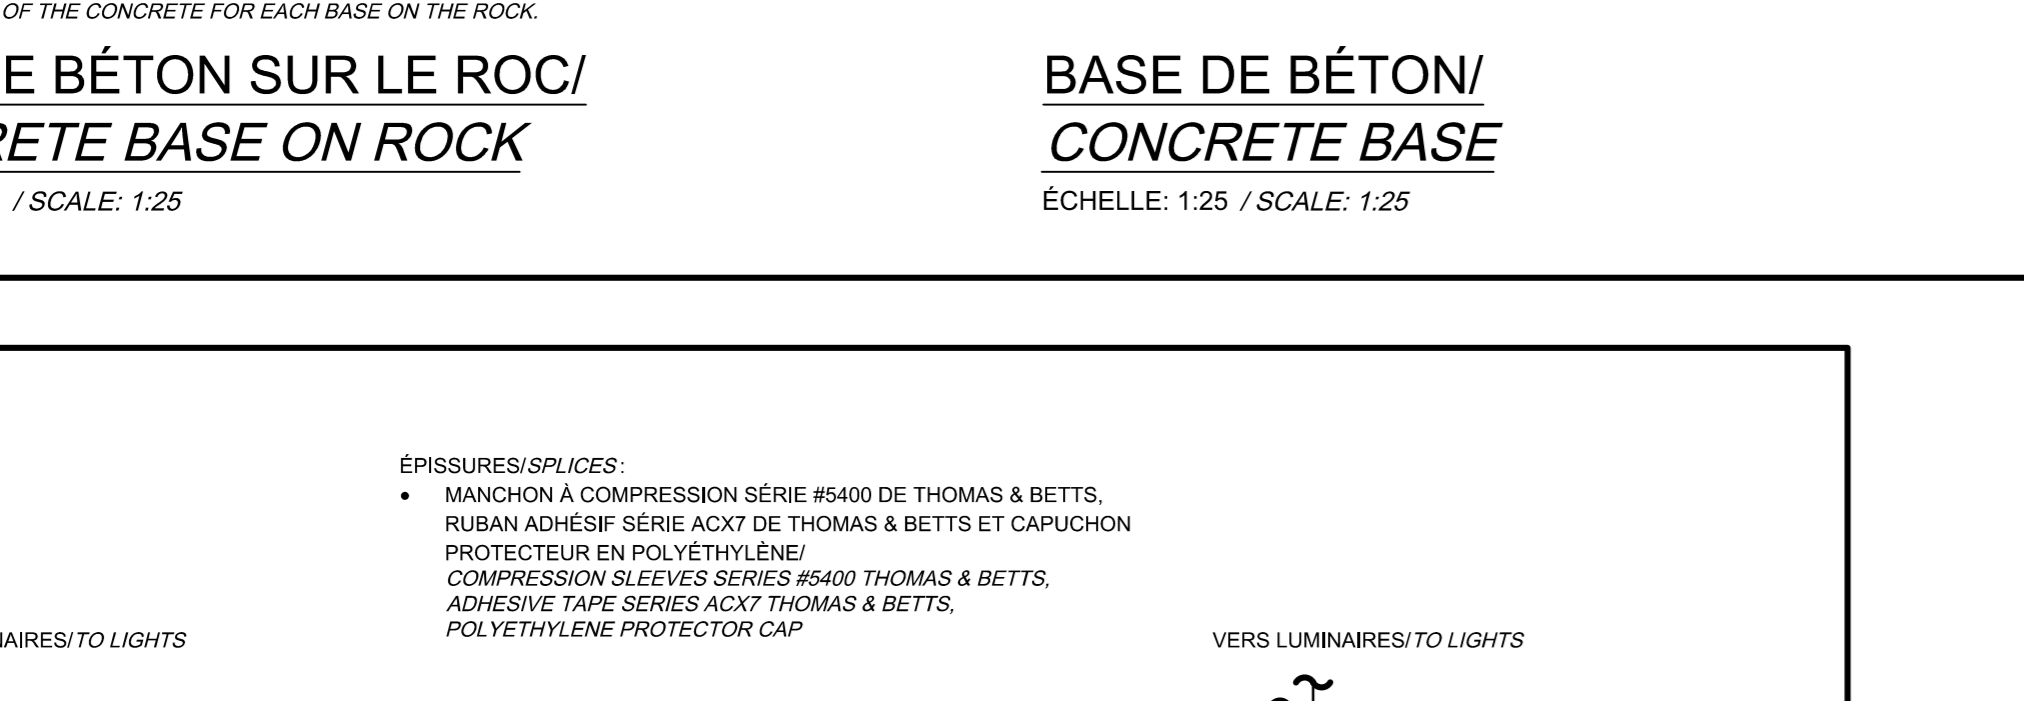 OF THE CONCRETE FOR EACH BASE ON THE ROCK.
E BÉTON SUR LE ROC/
RETE BASE ON ROCK
/ SCALE: 1:25
BASE DE BÉTON/
CONCRETE BASE
ÉCHELLE: 1:25 / SCALE: 1:25
ÉPISSURES/SPLICES :
• MANCHON À COMPRESSION SÉRIE #5400 DE THOMAS & BETTS,
RUBAN ADHÉSIF SÉRIE ACX7 DE THOMAS & BETTS ET CAPUCHON
PROTECTEUR EN POLYÉTHYLÈNE/
COMPRESSION SLEEVES SERIES #5400 THOMAS & BETTS,
ADHESIVE TAPE SERIES ACX7 THOMAS & BETTS,
POLYETHYLENE PROTECTOR CAP
NAIRES/TO LIGHTS
VERS LUMINAIRES/TO LIGHTS